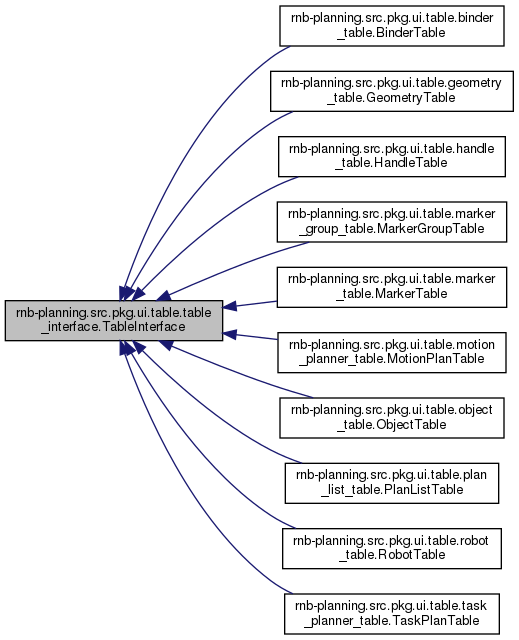 rnb-planning.src.pkg.ui.table.binder
_table.BinderTable
rnb-planning.src.pkg.ui.table.geometry
_table.GeometryTable
rnb-planning.src.pkg.ui.table.handle
_table.HandleTable
rnb-planning.src.pkg.ui.table.marker
_group_table.MarkerGroupTable
rnb-planning.src.pkg.ui.table.marker
_table.MarkerTable
rnb-planning.src.pkg.ui.table.table
_interface.TableInterface
rnb-planning.src.pkg.ui.table.motion
_planner_table.MotionPlanTable
rnb-planning.src.pkg.ui.table.object
_table.ObjectTable
rnb-planning.src.pkg.ui.table.plan
_list_table.PlanListTable
rnb-planning.src.pkg.ui.table.robot
_table.RobotTable
rnb-planning.src.pkg.ui.table.task
_planner_table.TaskPlanTable